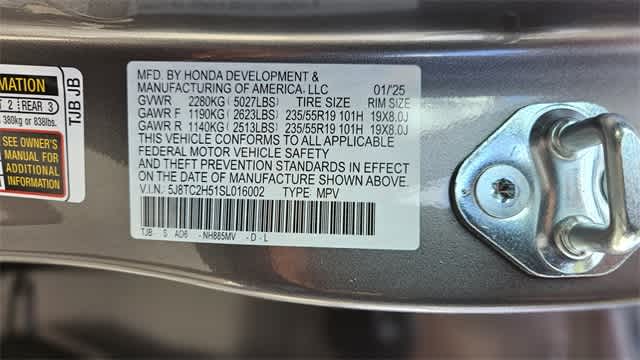 MATION
T 2 REAR 3
380kg or 838lbs.
SEE OWNER'S
MANUAL FOR
ADDITIONAL
INFORMATION
TJB JB
MFD. BY HONDA DEVELOPMENT &
MANUFACTURING OF AMERICA, LLC 01/'25
GVWR 2280KG ( 5027LBS) TIRE SIZE RIM SIZE
GAWR F 1190KG ( 2623LBS) 235/55R19 101H 19X8.0J
GAWR R 1140KG ( 2513LBS) 235/55R19 101H 19X8.0J
THIS VEHICLE CONFORMS TO ALL APPLICABLE
FEDERAL MOTOR VEHICLE SAFETY
AND THEFT PREVENTION STANDARDS IN EFFECT
ON THE DATE OF MANUFACTURE SHOWN ABOVE.
V.I.N. 5J8TC2H51SL016002 TYPE MPV
TJB S AD6 -NH885MV -D-L